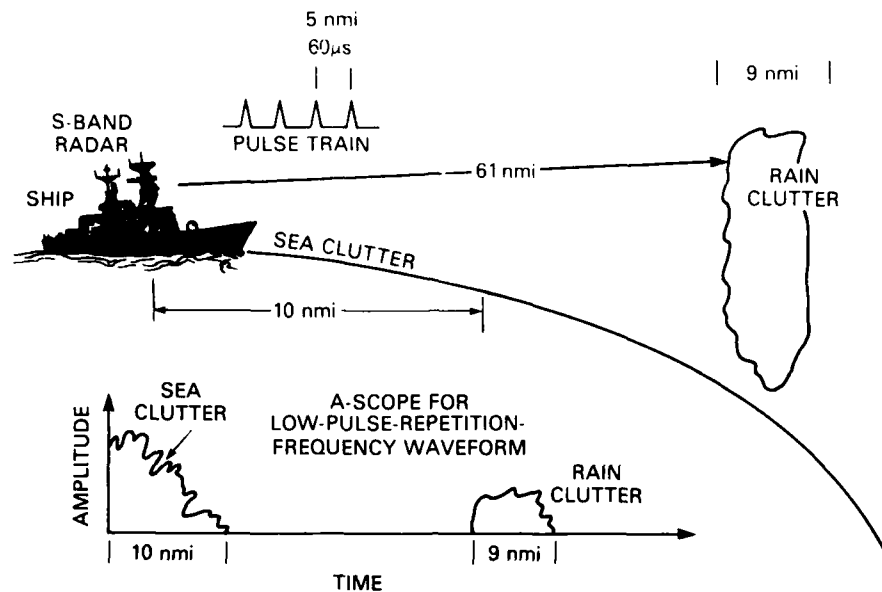 5 nmi
60μs
PULSE TRAIN
9 nmi
S-BAND
RADAR
SHIP
61 nmi
RAIN
CLUTTER
SEA CLUTTER
10 nmi
SEA
CLUTTER
A-SCOPE FOR
LOW-PULSE-REPETITION-
FREQUENCY WAVEFORM
RAIN
CLUTTER
AMPLITUDE
10 nmi
9 nmi
TIME